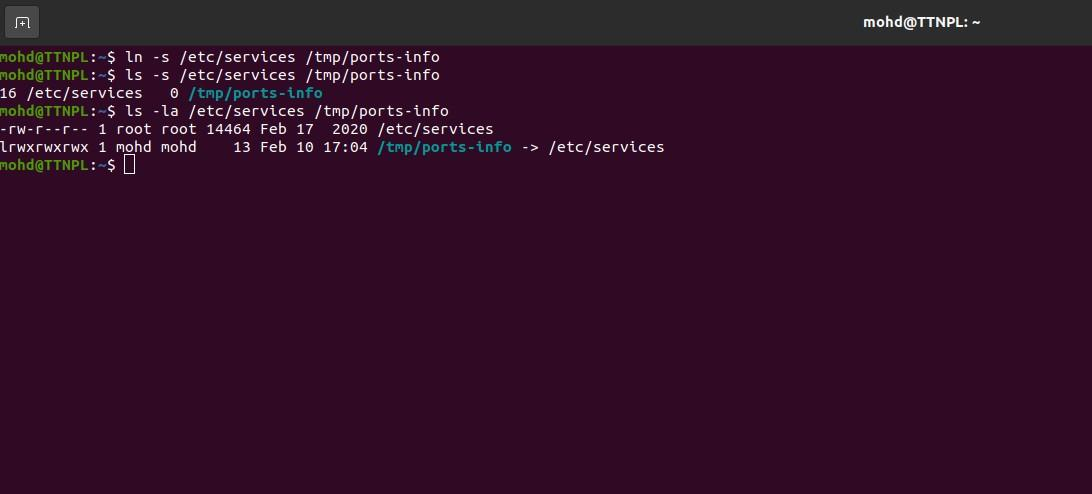 mohd@TTNPL: ~
mohd@TTNPL:~$ ln -s /etc/services /tmp/ports-info
mohd@TTNPL:~$ ls -s /etc/services /tmp/ports-info
16 /etc/services   0 /tmp/ports-info
mohd@TTNPL:~$ ls -la /etc/services /tmp/ports-info
-rw-r--r-- 1 root root 14464 Feb 17  2020 /etc/services
lrwxrwxrwx 1 mohd mohd    13 Feb 10 17:04 /tmp/ports-info -> /etc/services
mohd@TTNPL:~$